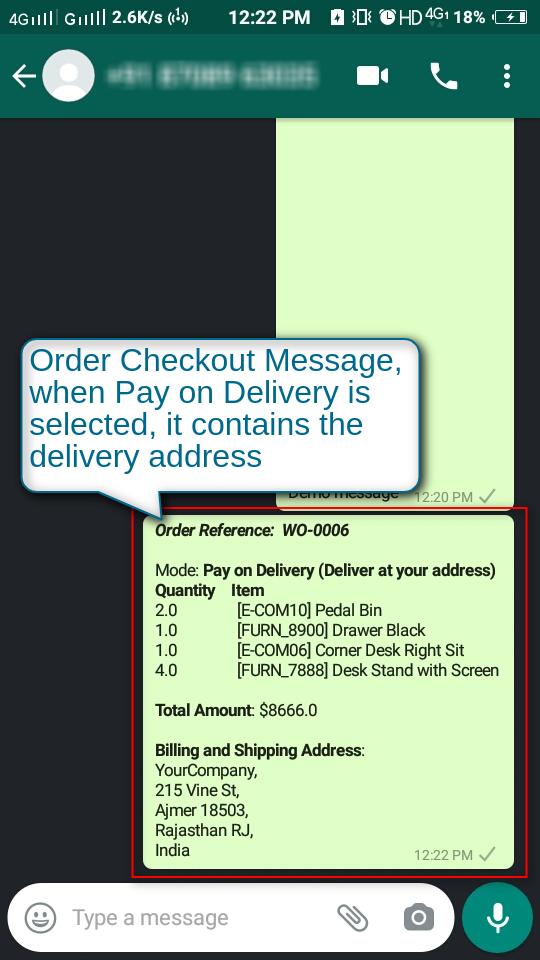 4G G 2.6K/s 12:22 PM HD 4G1 18%
Order Checkout Message,
when Pay on Delivery is
selected, it contains the
delivery address
Demo message 12:20 PM
Order Reference: WO-0006
Mode: Pay on Delivery (Deliver at your address)
Quantity Item
2.0 [E-COM10] Pedal Bin
1.0 [FURN_8900] Drawer Black
1.0 [E-COM06] Corner Desk Right Sit
4.0 [FURN_7888] Desk Stand with Screen
Total Amount: $8666.0
Billing and Shipping Address:
YourCompany,
215 Vine St,
Ajmer 18503,
Rajasthan RJ,
India
12:22 PM
Type a message